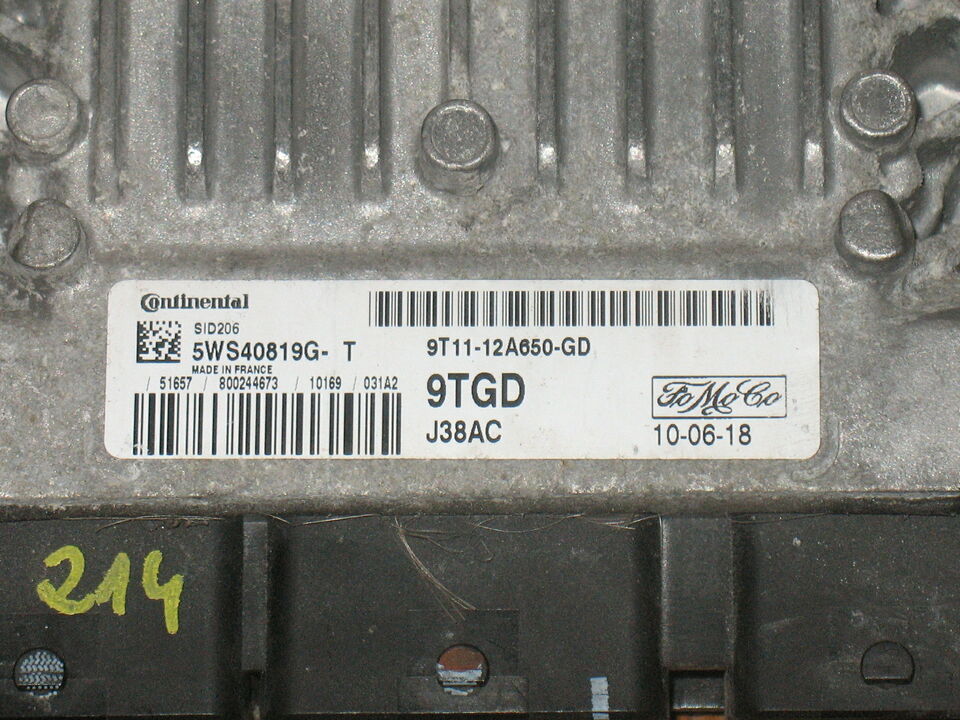 Continental
SID206
5WS40819G- T
MADE IN FRANCE
/ 51657 / 800244673 / 10169 / 031A2
9T11-12A650-GD
9TGD
J38AC
FoMoCo
10-06-18
214